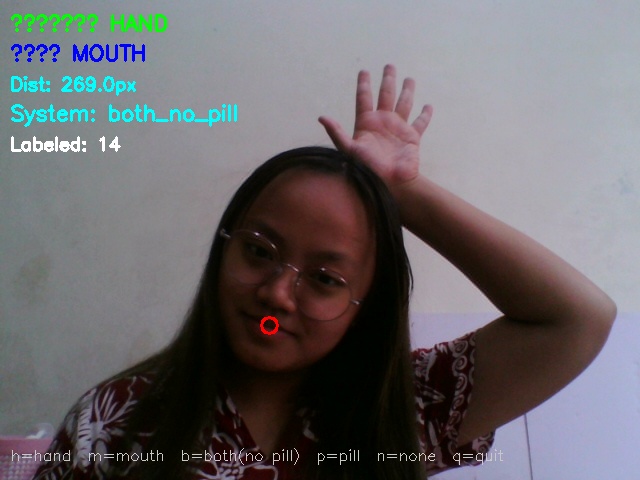 ??????? HAND
???? MOUTH
Dist: 269.0px
System: both_no_pill
Labeled: 14
h=hand m=mouth b=both(no pill) p=pill n=none q=quit